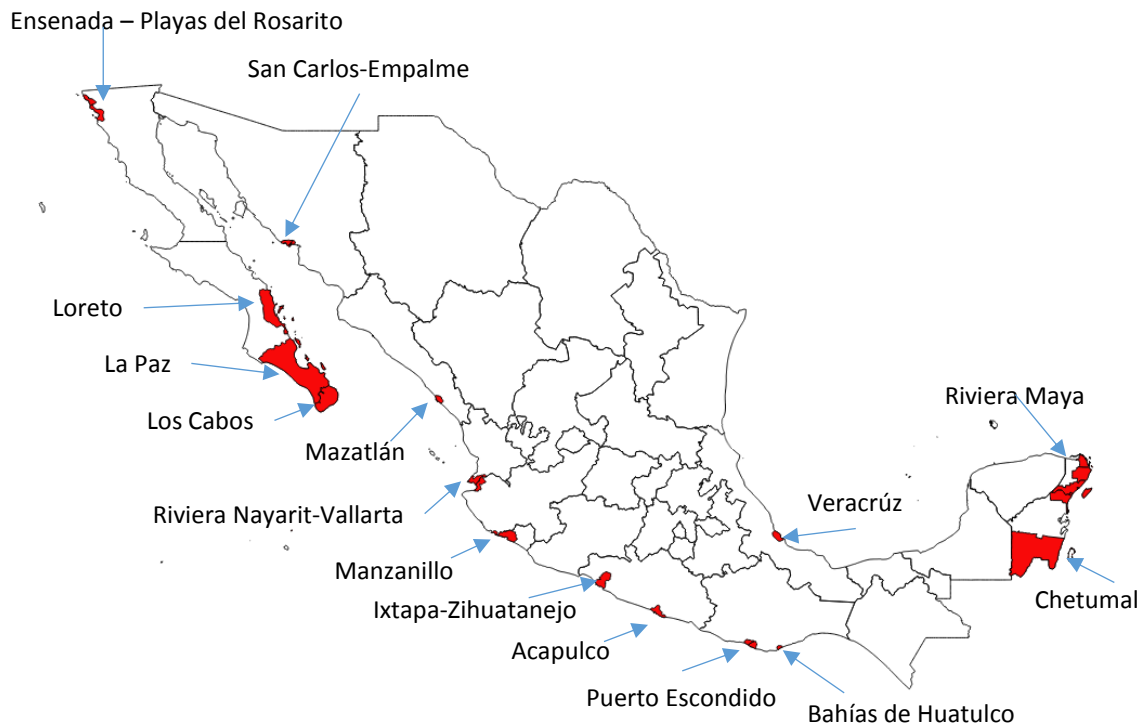 Ensenada – Playas del Rosarito
San Carlos-Empalme
Loreto
La Paz
Los Cabos
Mazatlán
Riviera Maya
Riviera Nayarit-Vallarta
Veracrúz
Manzanillo
Ixtapa-Zihuatanejo
Chetumal
Acapulco
Puerto Escondido
Bahías de Huatulco